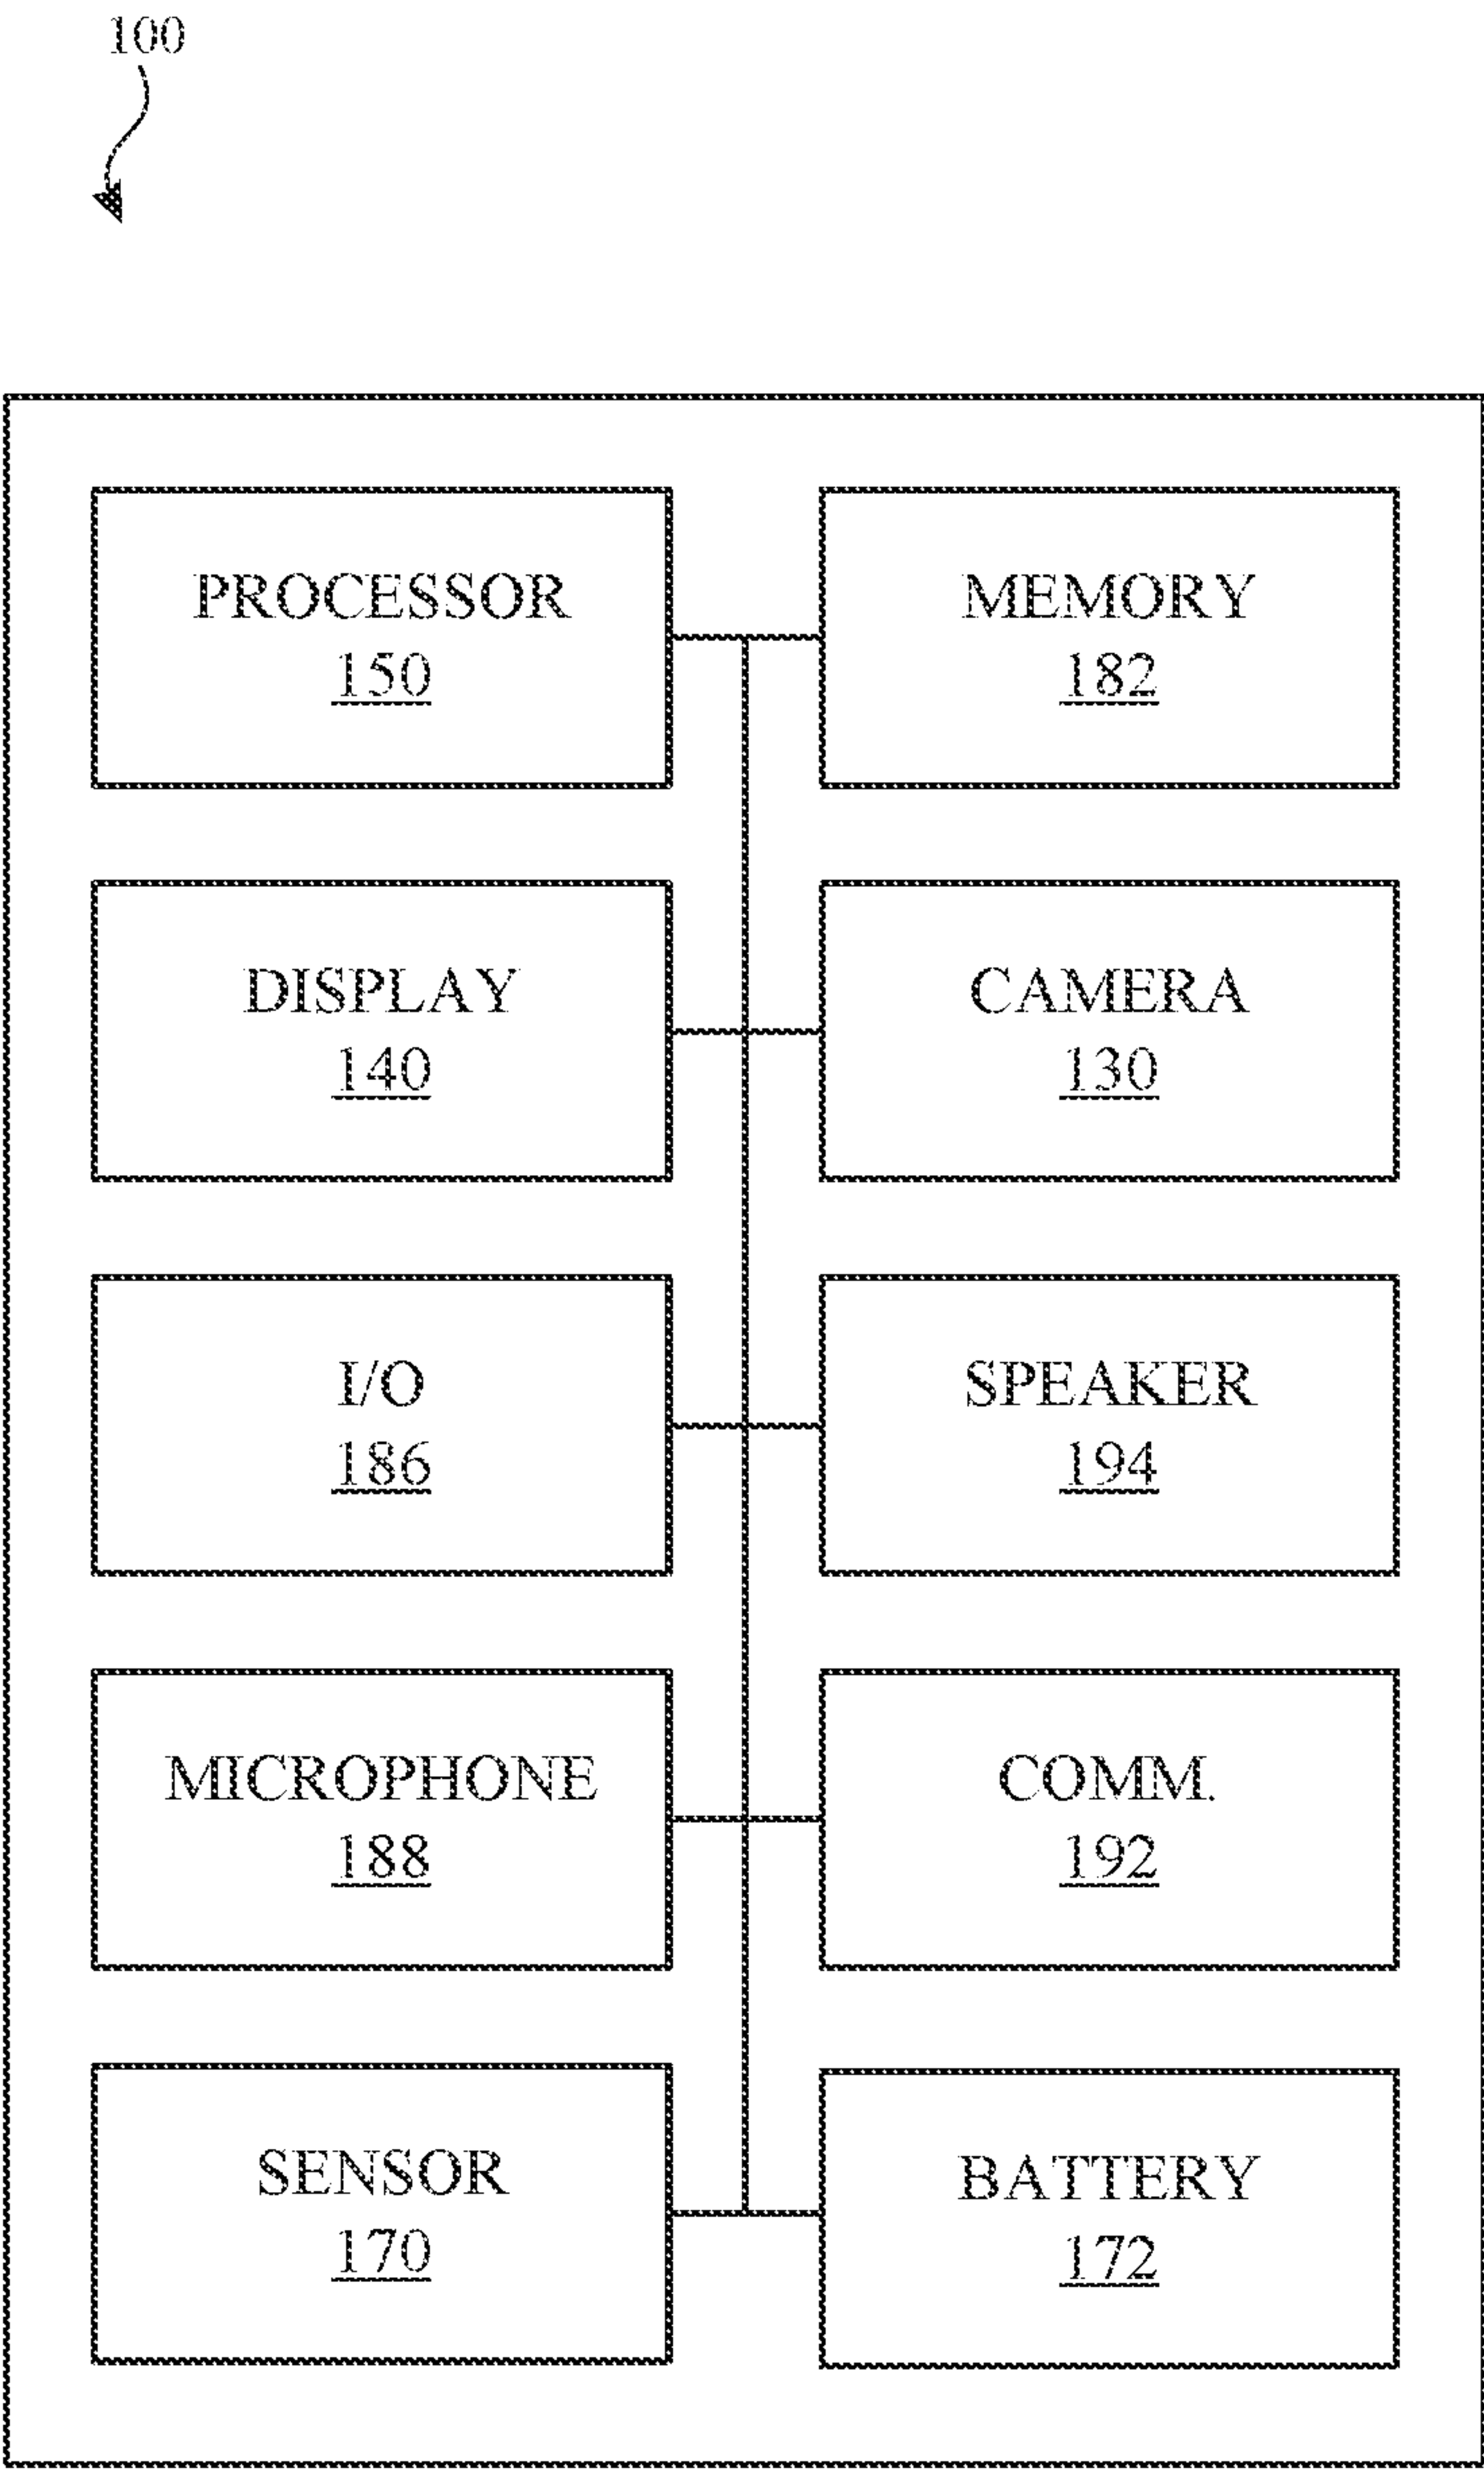 100
PROCESSOR
150
MEMORY
182
DISPLAY
140
CAMERA
130
I/O
186
SPEAKER
194
MICROPHONE
188
COMM.
192
SENSOR
170
BATTERY
172